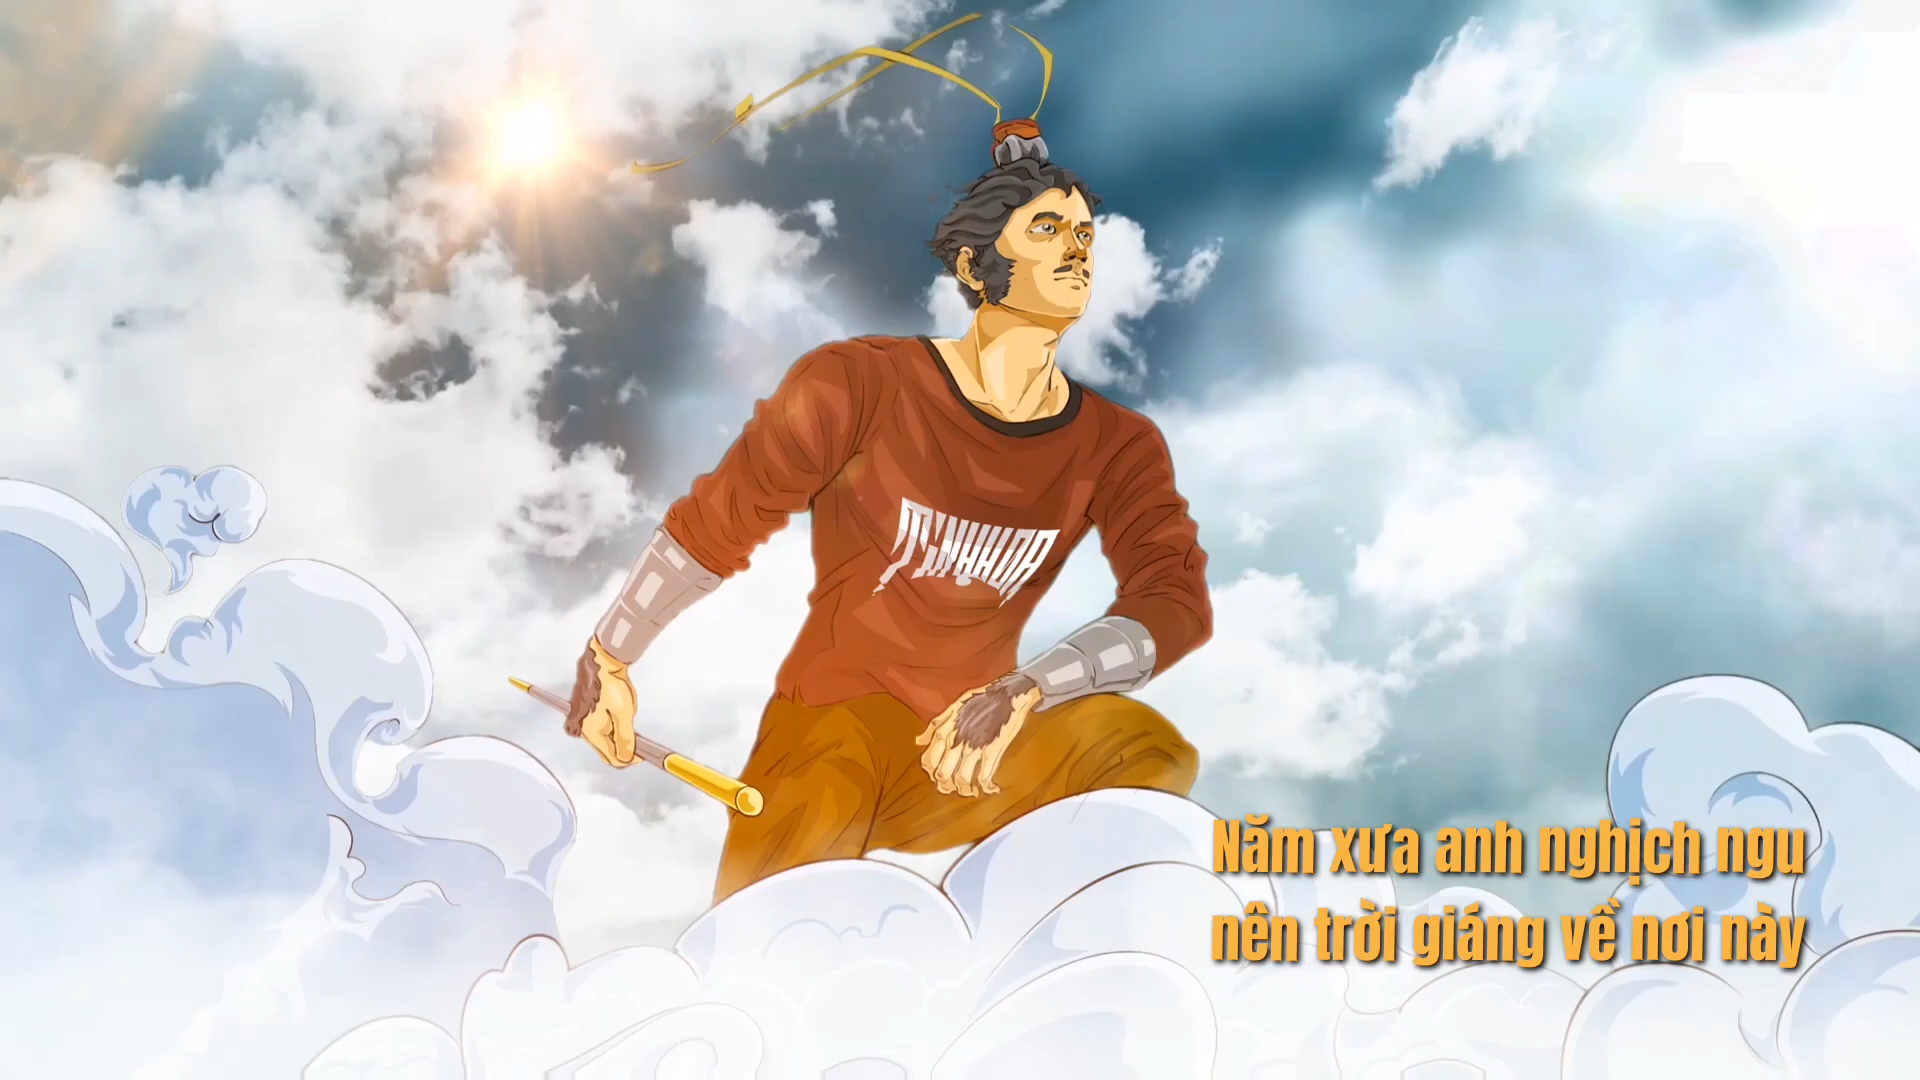 Năm xưa anh nghịch ngu
nên trời giáng về nơi này